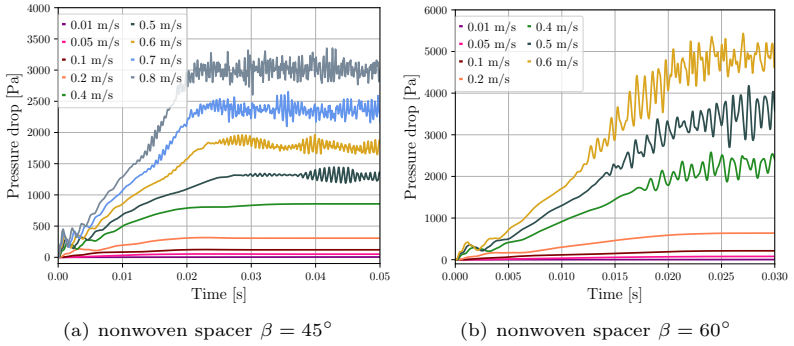 4000
3500
3000
2500
2000
1500
1000
500
0
Pressure drop [Pa]
0.01 m/s
0.05 m/s
0.1 m/s
0.2 m/s
0.4 m/s
0.5 m/s
0.6 m/s
0.7 m/s
0.8 m/s
0.00 0.01 0.02 0.03 0.04 0.05
Time [s]
(a) nonwoven spacer β = 45°
6000
5000
4000
3000
2000
1000
0
Pressure drop [Pa]
0.01 m/s
0.05 m/s
0.1 m/s
0.2 m/s
0.4 m/s
0.5 m/s
0.6 m/s
0.000 0.005 0.010 0.015 0.020 0.025 0.030
Time [s]
(b) nonwoven spacer β = 60°